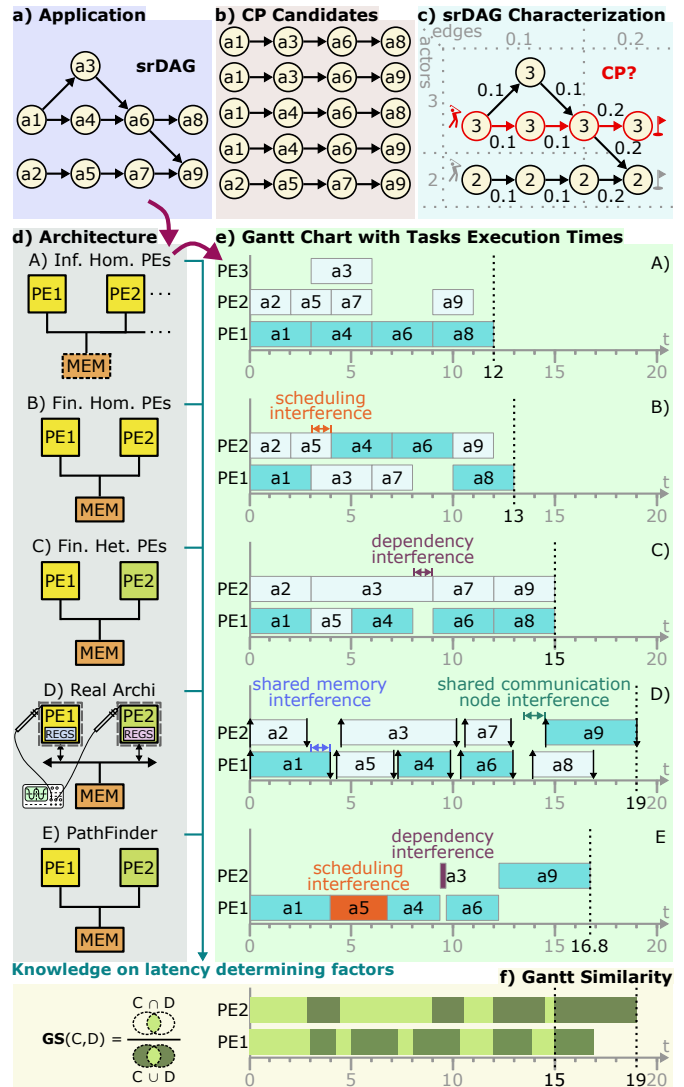 a) Application
srDAG
a3
a1 a4 a6 a8
a2 a5 a7 a9
b) CP Candidates
a1 a3 a6 a8
a1 a3 a6 a9
a1 a4 a6 a8
a1 a4 a6 a9
a2 a5 a7 a9
c) srDAG Characterization
edges 0.1 0.2
actors
3
2
CP?
3
0.1 0.1
3 3 3 3
0.1 0.1 0.2
0.2
2 2 2 2
0.1 0.1 0.2
d) Architecture
A) Inf. Hom. PEs
PE1 PE2 ...
...
MEM
B) Fin. Hom. PEs
PE1 PE2
MEM
C) Fin. Het. PEs
PE1 PE2
MEM
D) Real Archi
PE1 PE2
REGS REGS
MEM
E) PathFinder
PE1 PE2
MEM
Knowledge on latency determining factors
e) Gantt Chart with Tasks Execution Times
A)
PE3 a3
PE2 a2 a5 a7 a9
PE1 a1 a4 a6 a8
t
0 5 10 12 15 20
B)
scheduling
interference
PE2 a2 a5 a4 a6 a9
PE1 a1 a3 a7 a8
t
0 5 10 13 15 20
C)
dependency
interference
PE2 a2 a3 a7 a9
PE1 a1 a5 a4 a6 a8
t
0 5 10 15 20
D)
shared memory
interference
shared communication
node interference
PE2 a2 a3 a7 a9
PE1 a1 a5 a4 a6 a8
t
0 5 10 15 19 20
E
dependency
interference
scheduling
interference
PE2 a3 a9
PE1 a1 a5 a4 a6
t
0 5 10 15 16.8 20
f) Gantt Similarity
GS(C,D) =
C ∩ D
C ∪ D
PE2
PE1
t
0 5 10 15 19 20